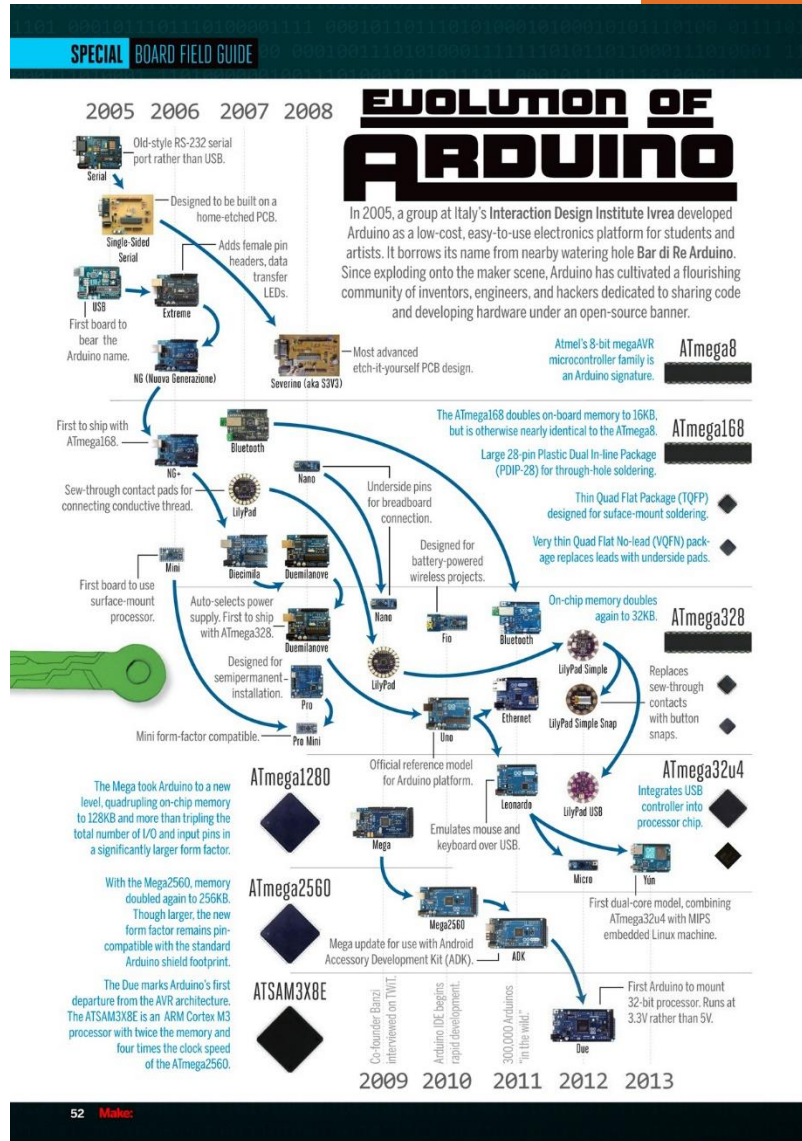 SPECIAL BOARD FIELD GUIDE
2005 2006 2007 2008
EVOLUTION OF
ARDUINO
In 2005, a group at Italy's Interaction Design Institute Ivrea developed
Arduino as a low-cost, easy-to-use electronics platform for students and
artists. It borrows its name from nearby watering hole Bar di Re Arduino.
Since exploding onto the maker scene, Arduino has cultivated a flourishing
community of inventors, engineers, and hackers dedicated to sharing code
and developing hardware under an open-source banner.
Old-style RS-232 serial
port rather than USB.
Serial
Designed to be built on a
home-etched PCB.
Single-Sided
Serial
Adds female pin
headers, data
transfer
LEDs.
USB
Extreme
First board to
bear the
Arduino name.
NG (Nuova Generazione)
Severino (aka S3V3)
Most advanced
etch-it-yourself PCB design.
Atmel's 8-bit megaAVR
microcontroller family is
an Arduino signature.
ATmega8
First to ship with
ATmega168.
NG+
Bluetooth
The ATmega168 doubles on-board memory to 16KB,
but is otherwise nearly identical to the ATmega8.
ATmega168
Large 28-pin Plastic Dual In-line Package
(PDIP-28) for through-hole soldering.
Nano
Underside pins
for breadboard
connection.
Sew-through contact pads for
connecting conductive thread.
LilyPad
Thin Quad Flat Package (TQFP)
designed for suface-mount soldering.
Very thin Quad Flat No-lead (VQFN) pack-
age replaces leads with underside pads.
Mini
First board to use
surface-mount
processor.
Diecimila
Duemilanove
Designed for
battery-powered
wireless projects.
Auto-selects power
supply. First to ship
with ATmega328.
Duemilanove
Nano
Fio
Bluetooth
On-chip memory doubles
again to 32KB.
ATmega328
Designed for
semipermanent
installation.
Pro
LilyPad
LilyPad Simple
Replaces
sew-through
contacts
with button
snaps.
LilyPad Simple Snap
Mini form-factor compatible.
Pro Mini
Uno
Ethernet
Official reference model
for Arduino platform.
The Mega took Arduino to a new
level, quadrupling on-chip memory
to 128KB and more than tripling the
total number of I/O and input pins in
a significantly larger form factor.
ATmega1280
Mega
Leonardo
Emulates mouse and
keyboard over USB.
LilyPad USB
ATmega32u4
Integrates USB
controller into
processor chip.
Micro
Yún
First dual-core model, combining
ATmega32u4 with MIPS
embedded Linux machine.
With the Mega2560, memory
doubled again to 256KB.
Though larger, the new
form factor remains pin-
compatible with the standard
Arduino shield footprint.
ATmega2560
Mega2560
Mega update for use with Android
Accessory Development Kit (ADK).
ADK
The Due marks Arduino's first
departure from the AVR architecture.
The ATSAM3X8E is an ARM Cortex M3
processor with twice the memory and
four times the clock speed
of the ATmega2560.
ATSAM3X8E
Co-founder Banzi
interviewed on TWiT.
Arduino IDE begins
rapid development.
300,000 Arduinos
"in the wild."
Due
First Arduino to mount
32-bit processor. Runs at
3.3V rather than 5V.
2009 2010 2011 2012 2013
52 Make: